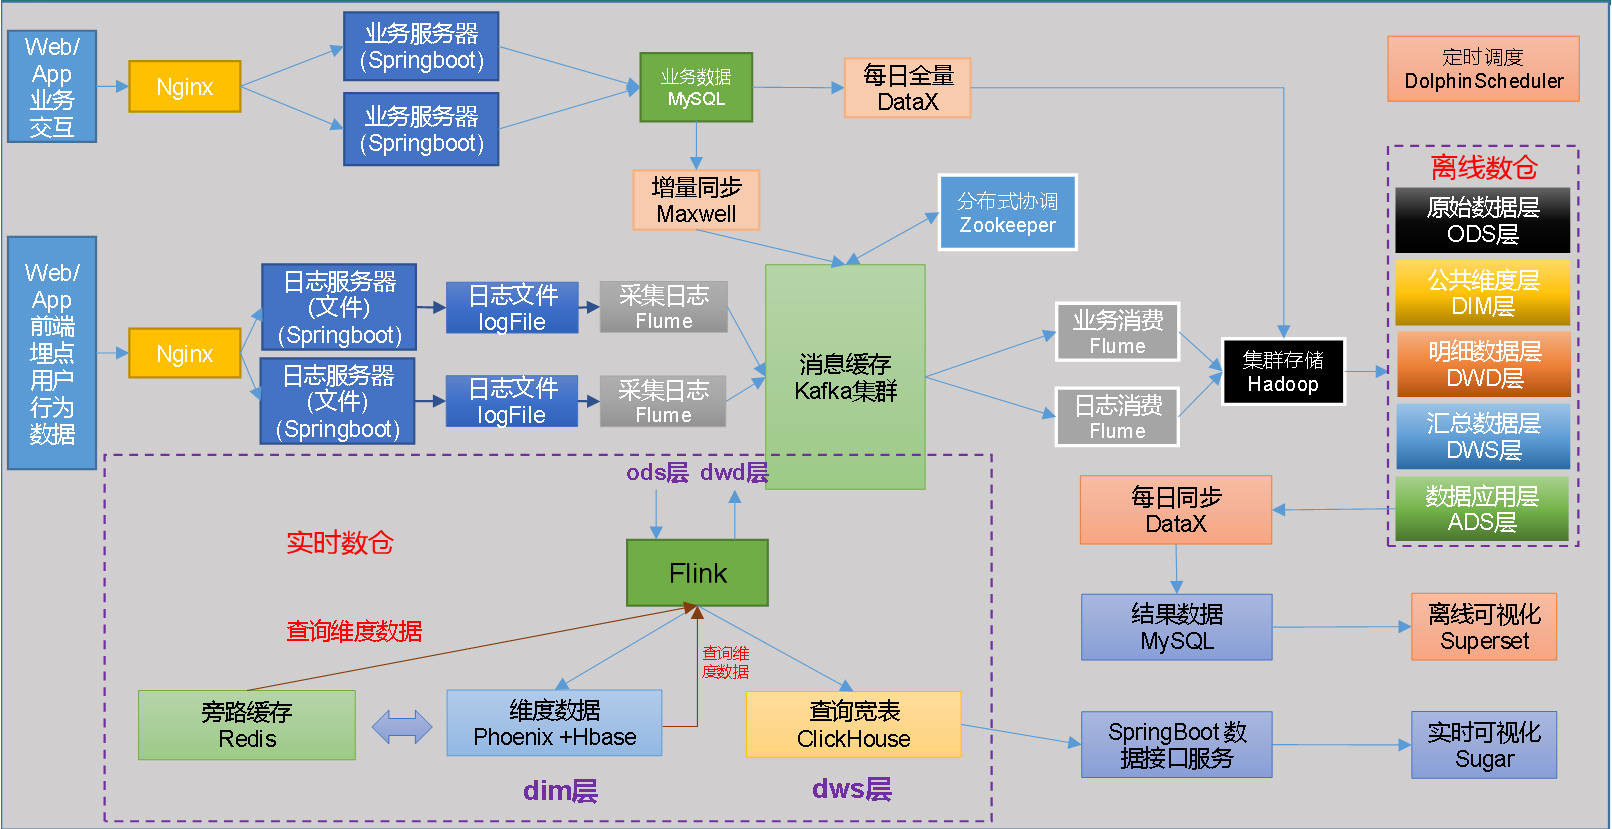 Web/
App
业务
交互
Nginx
业务服务器
(Springboot)
业务服务器
(Springboot)
业务数据
MySQL
每日全量
DataX
定时调度
DolphinScheduler
增量同步
Maxwell
分布式协调
Zookeeper
Web/
App
前端
埋点
用户
行为
数据
Nginx
日志服务器
(文件)
(Springboot)
日志服务器
(文件)
(Springboot)
日志文件
logFile
日志文件
logFile
采集日志
Flume
采集日志
Flume
消息缓存
Kafka集群
业务消费
Flume
日志消费
Flume
集群存储
Hadoop
离线数仓
原始数据层
ODS层
公共维度层
DIM层
明细数据层
DWD层
汇总数据层
DWS层
数据应用层
ADS层
每日同步
DataX
结果数据
MySQL
离线可视化
Superset
ods层 dwd层
实时数仓
Flink
查询维度数据
查询维
度数据
旁路缓存
Redis
维度数据
Phoenix +Hbase
查询宽表
ClickHouse
dim层
dws层
SpringBoot 数
据接口服务
实时可视化
Sugar